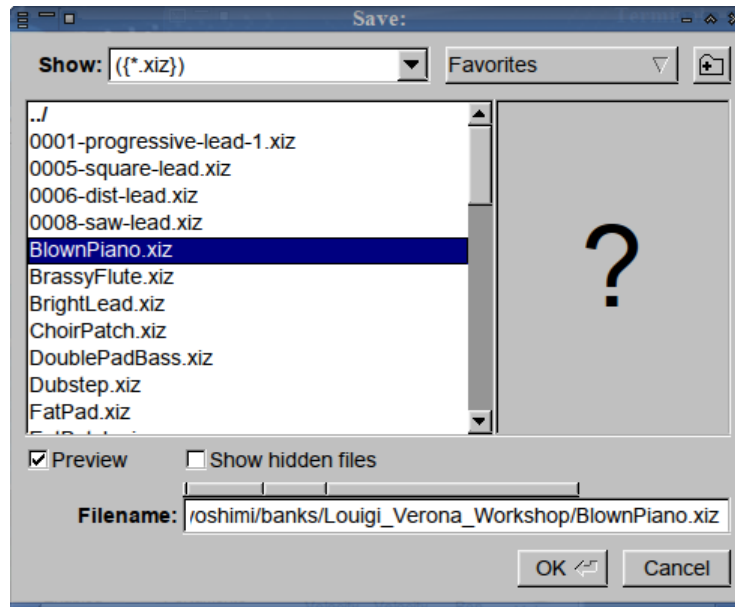 Save:
Show: ({*.xiz}) Favorites
../
0001-progressive-lead-1.xiz
0005-square-lead.xiz
0006-dist-lead.xiz
0008-saw-lead.xiz
BlownPiano.xiz
BrassyFlute.xiz
BrightLead.xiz
ChoirPatch.xiz
DoublePadBass.xiz
Dubstep.xiz
FatPad.xiz
?
Preview Show hidden files
Filename: yoshimi/banks/Louigi_Verona_Workshop/BlownPiano.xiz
OK Cancel